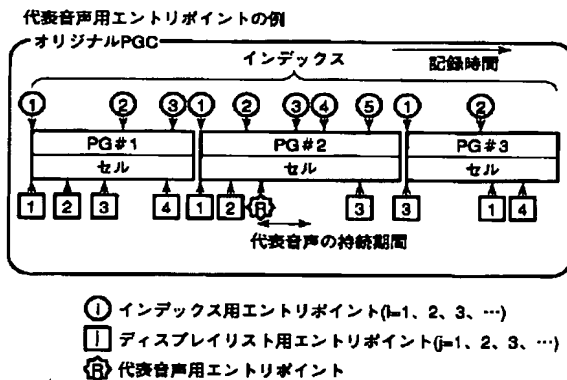 代表音声用エントリポイントの例
オリジナルPGC
インデックス
記録時間
1 2 3 1 2 3 4 5 1 2
PG#1 PG#2 PG#3
セル セル セル
1 2 3 4 1 2 R 3 3 1 4
代表音声の持続期間
i インデックス用エントリポイント(i=1、2、3、…)
j ディスプレイリスト用エントリポイント(j=1、2、3、…)
R 代表音声用エントリポイント